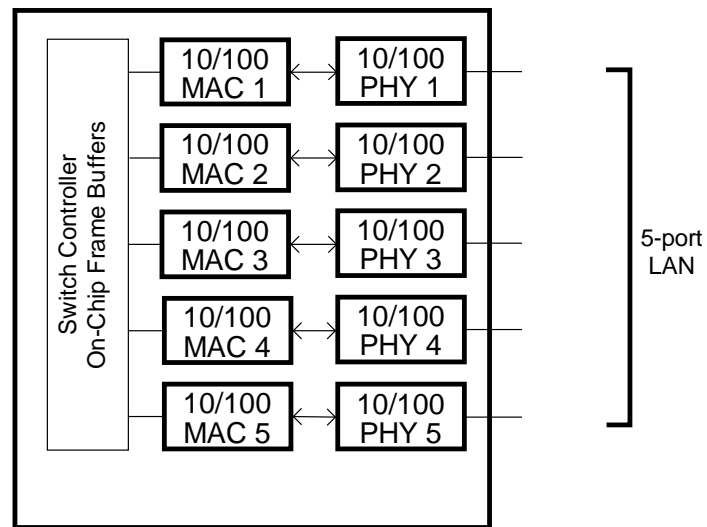 Switch Controller
On-Chip Frame Buffers
10/100
MAC 1
10/100
PHY 1
10/100
MAC 2
10/100
PHY 2
10/100
MAC 3
10/100
PHY 3
10/100
MAC 4
10/100
PHY 4
10/100
MAC 5
10/100
PHY 5
5-port
LAN